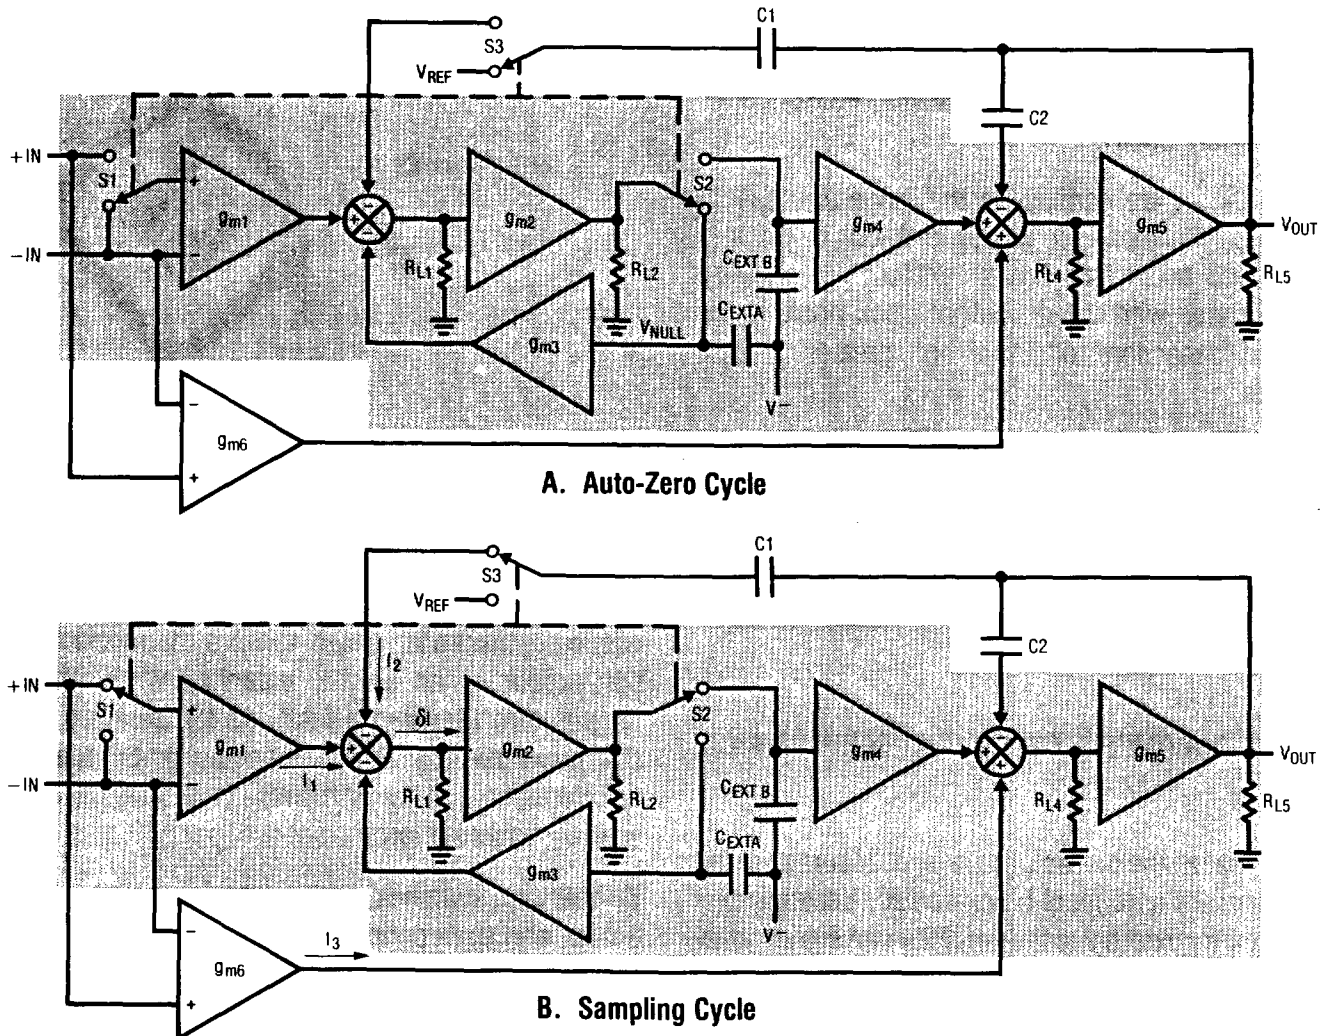 C1
S3
VREF
C2
+ IN
S1
+
gm1
+ − −
gm2
S2
gm4
− + +
gm5
VOUT
− IN
−
RL1
RL2
CEXT B
RL4
RL5
gm3
VNULL
CEXTA
V−
−
gm6
+
A. Auto-Zero Cycle
C1
S3
VREF
C2
I2
+ IN
S1
+
gm1
+ − −
δI
gm2
S2
gm4
− + +
gm5
VOUT
− IN
−
I1
RL1
RL2
CEXT B
RL4
RL5
gm3
CEXTA
V−
−
gm6
I3
+
B. Sampling Cycle